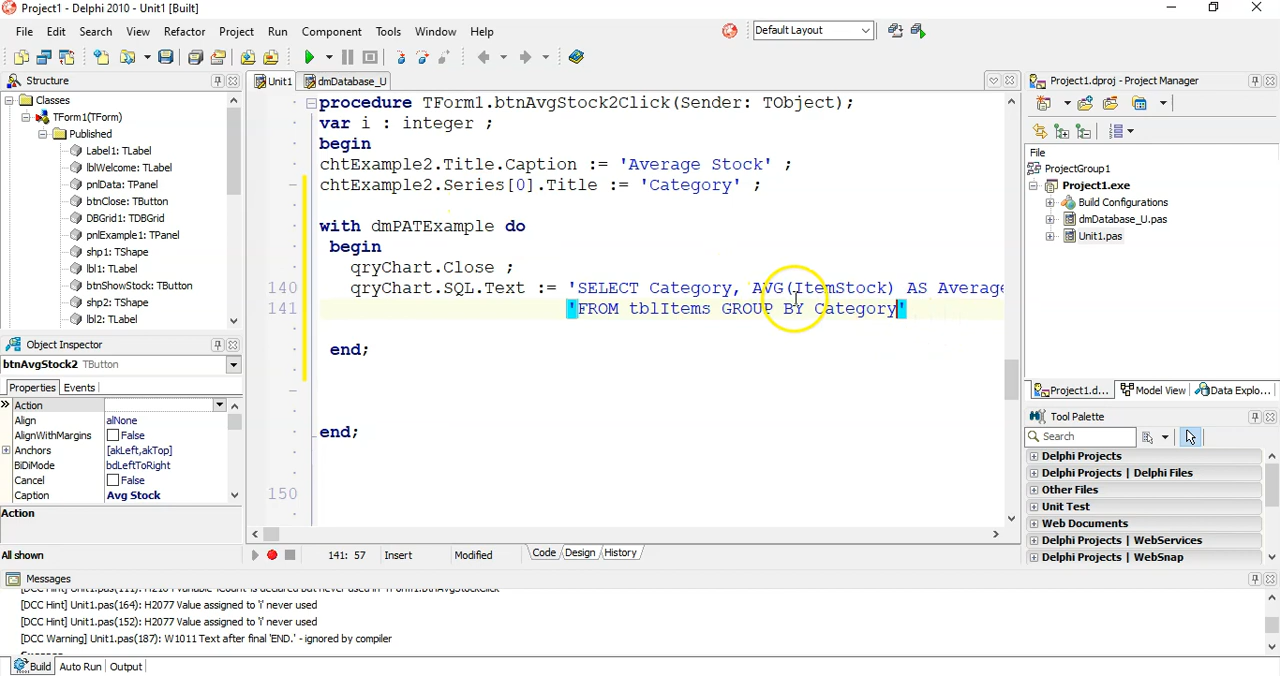 Project1 - Delphi 2010 - Unit1 [Built]
File Edit Search View Refactor Project Run Component Tools Window Help
Default Layout
Structure
Classes
TForm1(TForm)
Published
Label1: TLabel
lblWelcome: TLabel
pnlData: TPanel
btnClose: TButton
DBGrid1: TDBGrid
pnlExample1: TPanel
shp1: TShape
lbl1: TLabel
btnShowStock: TButton
shp2: TShape
lbl2: TLabel
Object Inspector
btnAvgStock2 TButton
Properties Events
Action
Align alNone
AlignWithMargins False
Anchors [akLeft,akTop]
BiDiMode bdLeftToRight
Cancel False
Caption Avg Stock
Action
All shown
Unit1 dmDatabase_U
procedure TForm1.btnAvgStock2Click(Sender: TObject);
var i : integer ;
begin
chtExample2.Title.Caption := 'Average Stock' ;
chtExample2.Series[0].Title := 'Category' ;
with dmPATExample do
begin
qryChart.Close ;
140 qryChart.SQL.Text := 'SELECT Category, AVG(ItemStock) AS Average
141 'FROM tblItems GROUP BY Category'
end;
end;
150
141: 57 Insert Modified Code Design History
Project1.dproj - Project Manager
File
ProjectGroup1
Project1.exe
Build Configurations
dmDatabase_U.pas
Unit1.pas
Project1.d... Model View Data Explo...
Tool Palette
Search
Delphi Projects
Delphi Projects | Delphi Files
Other Files
Unit Test
Web Documents
Delphi Projects | WebServices
Delphi Projects | WebSnap
Messages
[DCC Hint] Unit1.pas(164): H2077 Value assigned to 'i' never used
[DCC Hint] Unit1.pas(152): H2077 Value assigned to 'i' never used
[DCC Warning] Unit1.pas(187): W1011 Text after final 'END.' - ignored by compiler
Build Auto Run Output